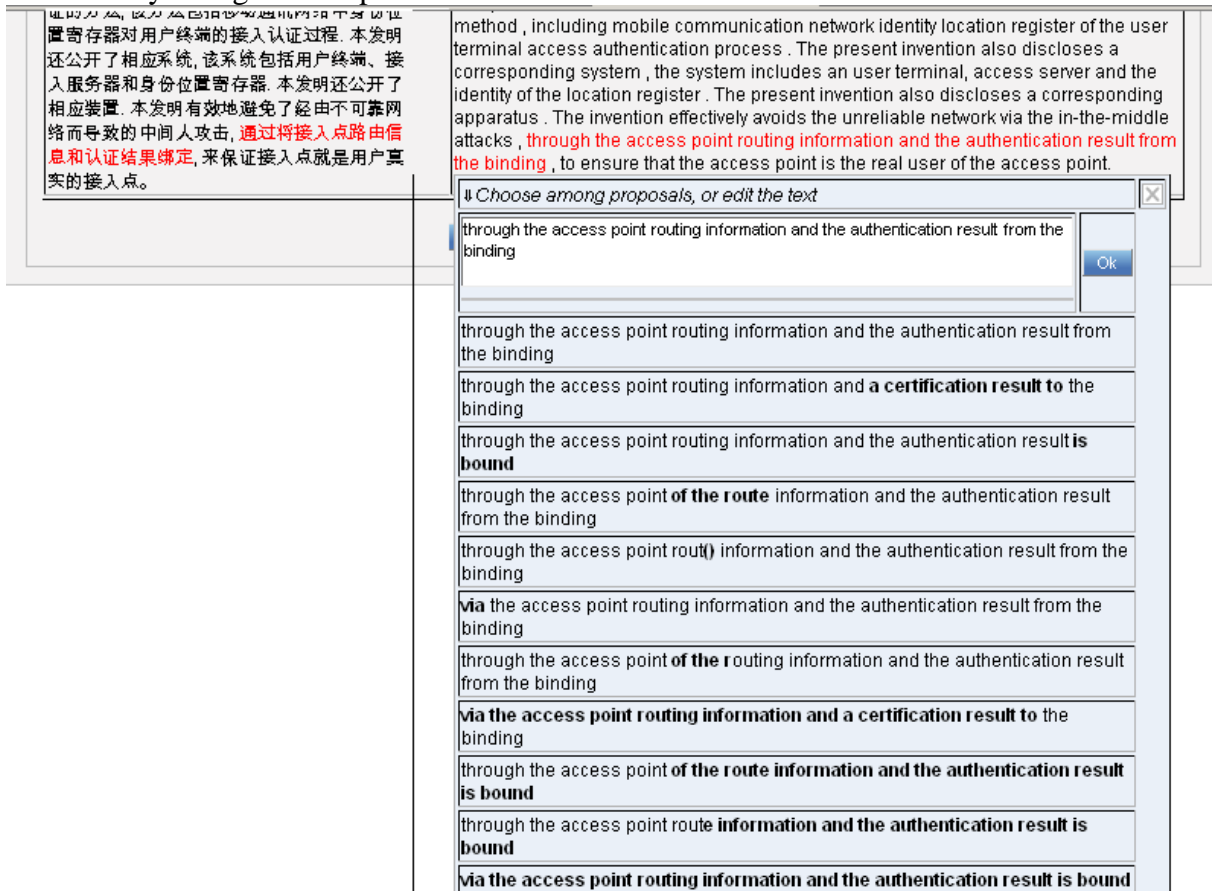 证的方法, 该方法包括移动通讯网络中身份位
置寄存器对用户终端的接入认证过程. 本发明
还公开了相应系统, 该系统包括用户终端、接
入服务器和身份位置寄存器. 本发明还公开了
相应装置. 本发明有效地避免了经由不可靠网
络而导致的中间人攻击, 通过将接入点路由信
息和认证结果绑定, 来保证接入点就是用户真
实的接入点。
method , including mobile communication network identity location register of the user
terminal access authentication process . The present invention also discloses a
corresponding system , the system includes an user terminal, access server and the
identity of the location register . The present invention also discloses a corresponding
apparatus . The invention effectively avoids the unreliable network via the in-the-middle
attacks , through the access point routing information and the authentication result from
the binding , to ensure that the access point is the real user of the access point.
⇓ Choose among proposals, or edit the text
through the access point routing information and the authentication result from the
binding
Ok
through the access point routing information and the authentication result from
the binding
through the access point routing information and a certification result to the
binding
through the access point routing information and the authentication result is
bound
through the access point of the route information and the authentication result
from the binding
through the access point rout() information and the authentication result from the
binding
via the access point routing information and the authentication result from the
binding
through the access point of the routing information and the authentication result
from the binding
via the access point routing information and a certification result to the
binding
through the access point of the route information and the authentication result
is bound
through the access point route information and the authentication result is
bound
via the access point routing information and the authentication result is bound